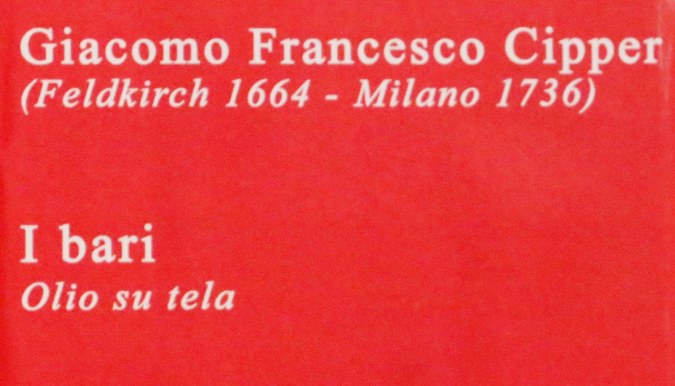 Giacomo Francesco Cipper
(Feldkirch 1664 - Milano 1736)
I bari
Olio su tela